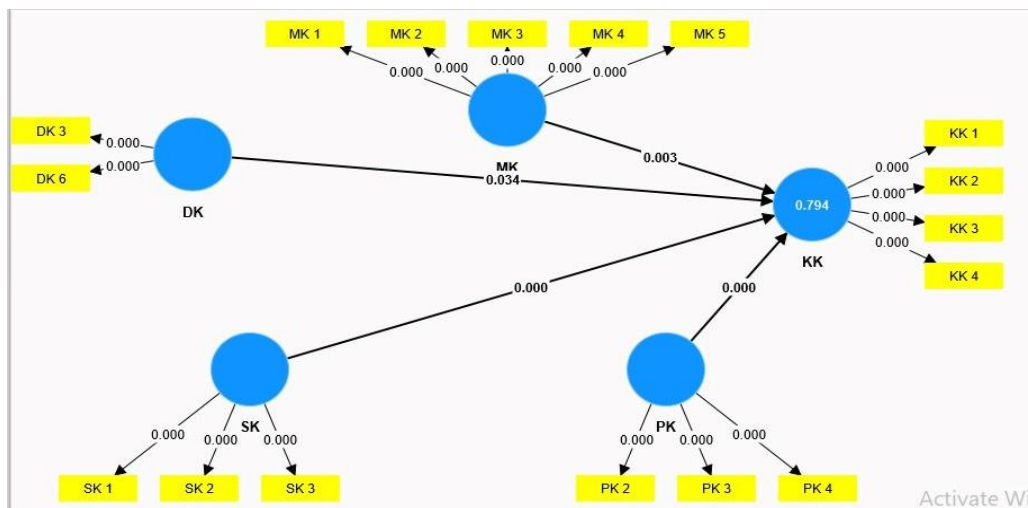 MK 1 MK 2 MK 3 MK 4 MK 5
0.000 0.000 0.000 0.000 0.000
MK
DK 3
DK 6
0.000
0.000
DK
0.003
0.034
0.794
KK
0.000
0.000
0.000
0.000
KK 1
KK 2
KK 3
KK 4
0.000
0.000
SK
0.000 0.000 0.000
SK 1 SK 2 SK 3
PK
0.000 0.000 0.000
PK 2 PK 3 PK 4
Activate Wi